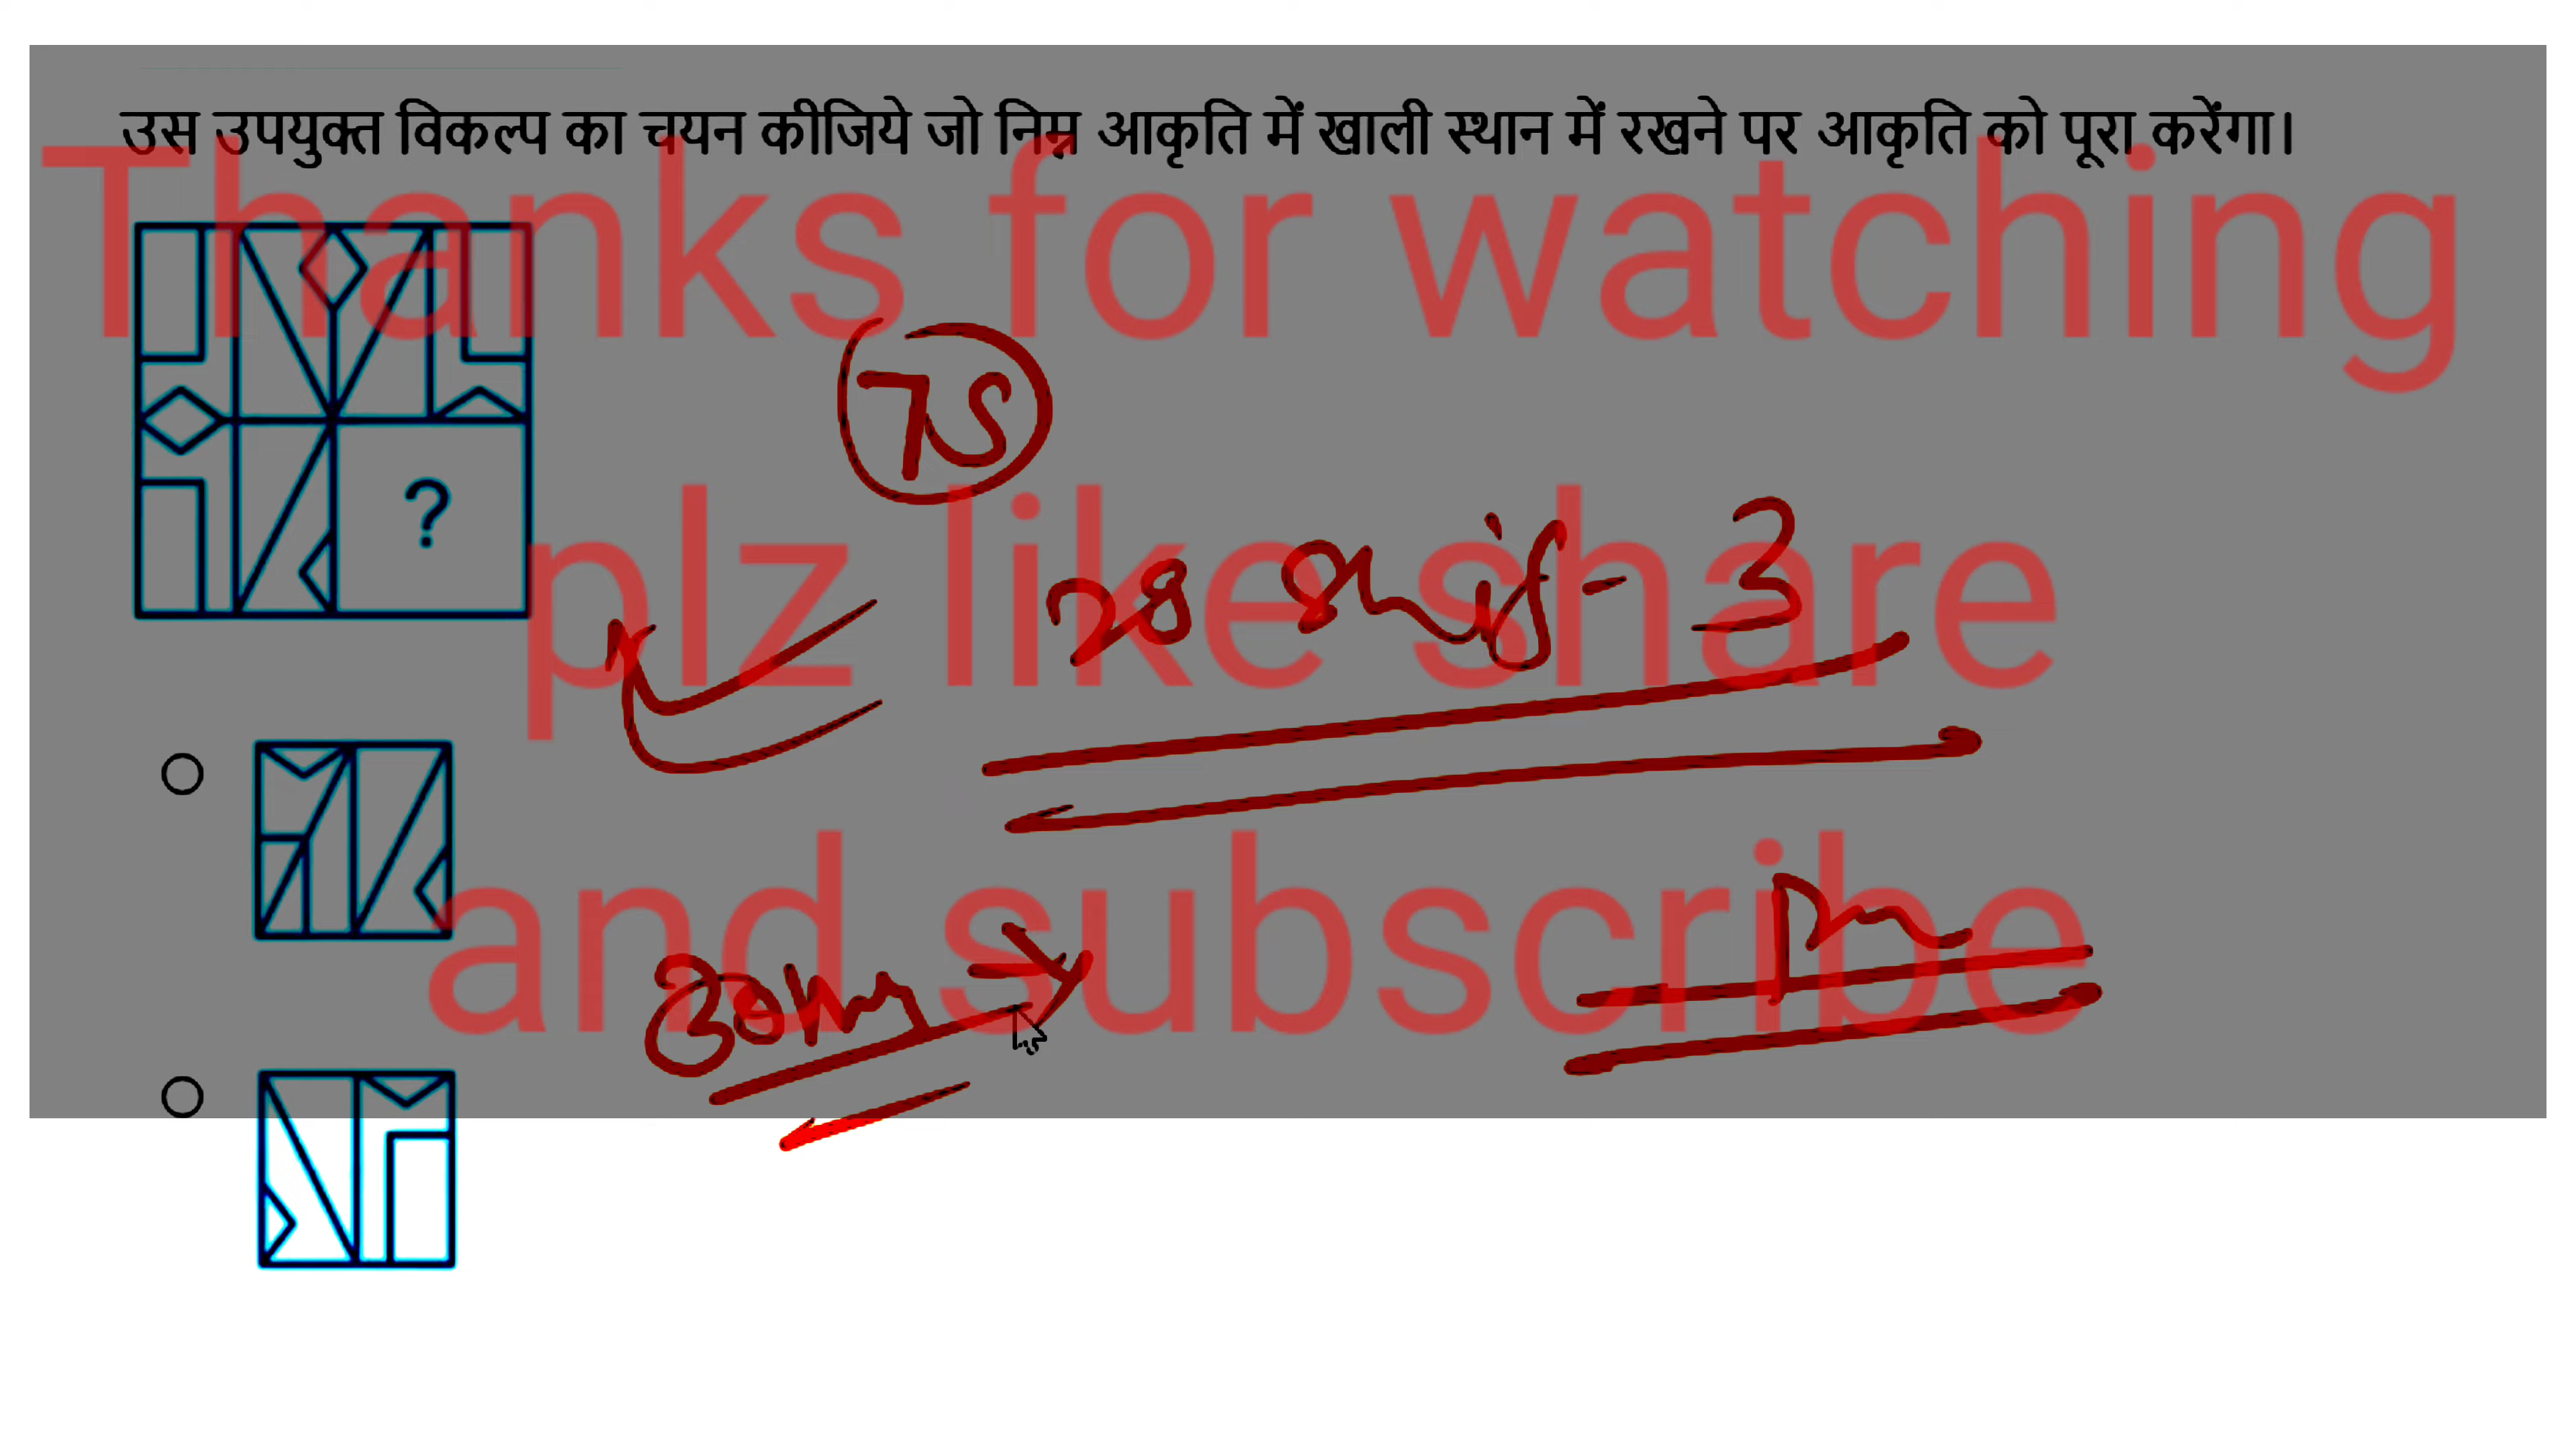 उस उपयुक्त विकल्प का चयन कीजिये जो निम्न आकृति में खाली स्थान में रखने पर आकृति को पूरा करेंगा।
Thanks for watching
?
plz like share
and subscribe